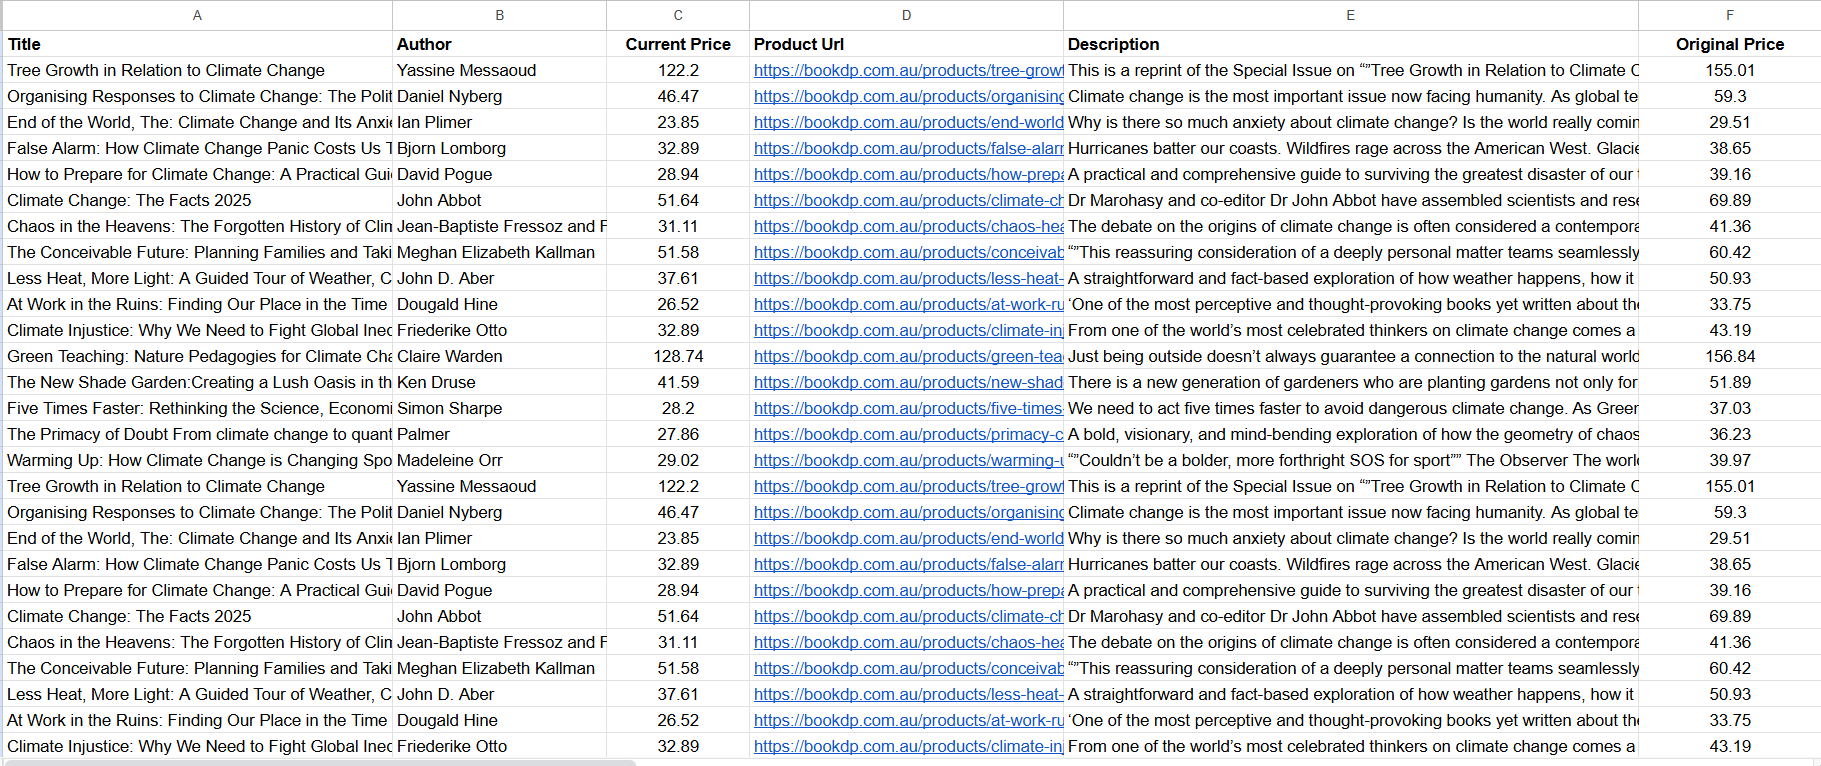 A B C D E F
Title Author Current Price Product Url Description Original Price
Tree Growth in Relation to Climate Change Yassine Messaoud 122.2 https://bookdp.com.au/products/tree-growt This is a reprint of the Special Issue on “”Tree Growth in Relation to Climate C 155.01
Organising Responses to Climate Change: The Polit Daniel Nyberg 46.47 https://bookdp.com.au/products/organising Climate change is the most important issue now facing humanity. As global te 59.3
End of the World, The: Climate Change and Its Anxie Ian Plimer 23.85 https://bookdp.com.au/products/end-world Why is there so much anxiety about climate change? Is the world really comin 29.51
False Alarm: How Climate Change Panic Costs Us T Bjorn Lomborg 32.89 https://bookdp.com.au/products/false-alarr Hurricanes batter our coasts. Wildfires rage across the American West. Glacie 38.65
How to Prepare for Climate Change: A Practical Gui David Pogue 28.94 https://bookdp.com.au/products/how-prepa A practical and comprehensive guide to surviving the greatest disaster of our 39.16
Climate Change: The Facts 2025 John Abbot 51.64 https://bookdp.com.au/products/climate-ch Dr Marohasy and co-editor Dr John Abbot have assembled scientists and rese 69.89
Chaos in the Heavens: The Forgotten History of Clin Jean-Baptiste Fressoz and F 31.11 https://bookdp.com.au/products/chaos-hea The debate on the origins of climate change is often considered a contempora 41.36
The Conceivable Future: Planning Families and Taki Meghan Elizabeth Kallman 51.58 https://bookdp.com.au/products/conceivab “”This reassuring consideration of a deeply personal matter teams seamlessly 60.42
Less Heat, More Light: A Guided Tour of Weather, C John D. Aber 37.61 https://bookdp.com.au/products/less-heat- A straightforward and fact-based exploration of how weather happens, how it 50.93
At Work in the Ruins: Finding Our Place in the Time Dougald Hine 26.52 https://bookdp.com.au/products/at-work-ru ‘One of the most perceptive and thought-provoking books yet written about the 33.75
Climate Injustice: Why We Need to Fight Global Ineq Friederike Otto 32.89 https://bookdp.com.au/products/climate-in From one of the world’s most celebrated thinkers on climate change comes a 43.19
Green Teaching: Nature Pedagogies for Climate Cha Claire Warden 128.74 https://bookdp.com.au/products/green-tea Just being outside doesn’t always guarantee a connection to the natural world 156.84
The New Shade Garden:Creating a Lush Oasis in th Ken Druse 41.59 https://bookdp.com.au/products/new-shad There is a new generation of gardeners who are planting gardens not only for 51.89
Five Times Faster: Rethinking the Science, Economi Simon Sharpe 28.2 https://bookdp.com.au/products/five-times We need to act five times faster to avoid dangerous climate change. As Greer 37.03
The Primacy of Doubt From climate change to quant Palmer 27.86 https://bookdp.com.au/products/primacy-c A bold, visionary, and mind-bending exploration of how the geometry of chaos 36.23
Warming Up: How Climate Change is Changing Spo Madeleine Orr 29.02 https://bookdp.com.au/products/warming-u “”Couldn’t be a bolder, more forthright SOS for sport”” The Observer The world 39.97
Tree Growth in Relation to Climate Change Yassine Messaoud 122.2 https://bookdp.com.au/products/tree-growt This is a reprint of the Special Issue on “”Tree Growth in Relation to Climate C 155.01
Organising Responses to Climate Change: The Polit Daniel Nyberg 46.47 https://bookdp.com.au/products/organising Climate change is the most important issue now facing humanity. As global te 59.3
End of the World, The: Climate Change and Its Anxie Ian Plimer 23.85 https://bookdp.com.au/products/end-world Why is there so much anxiety about climate change? Is the world really comin 29.51
False Alarm: How Climate Change Panic Costs Us T Bjorn Lomborg 32.89 https://bookdp.com.au/products/false-alarr Hurricanes batter our coasts. Wildfires rage across the American West. Glacie 38.65
How to Prepare for Climate Change: A Practical Gui David Pogue 28.94 https://bookdp.com.au/products/how-prepa A practical and comprehensive guide to surviving the greatest disaster of our 39.16
Climate Change: The Facts 2025 John Abbot 51.64 https://bookdp.com.au/products/climate-ch Dr Marohasy and co-editor Dr John Abbot have assembled scientists and rese 69.89
Chaos in the Heavens: The Forgotten History of Clin Jean-Baptiste Fressoz and F 31.11 https://bookdp.com.au/products/chaos-hea The debate on the origins of climate change is often considered a contempora 41.36
The Conceivable Future: Planning Families and Taki Meghan Elizabeth Kallman 51.58 https://bookdp.com.au/products/conceivab “”This reassuring consideration of a deeply personal matter teams seamlessly 60.42
Less Heat, More Light: A Guided Tour of Weather, C John D. Aber 37.61 https://bookdp.com.au/products/less-heat- A straightforward and fact-based exploration of how weather happens, how it 50.93
At Work in the Ruins: Finding Our Place in the Time Dougald Hine 26.52 https://bookdp.com.au/products/at-work-ru ‘One of the most perceptive and thought-provoking books yet written about the 33.75
Climate Injustice: Why We Need to Fight Global Ineq Friederike Otto 32.89 https://bookdp.com.au/products/climate-in From one of the world’s most celebrated thinkers on climate change comes a 43.19